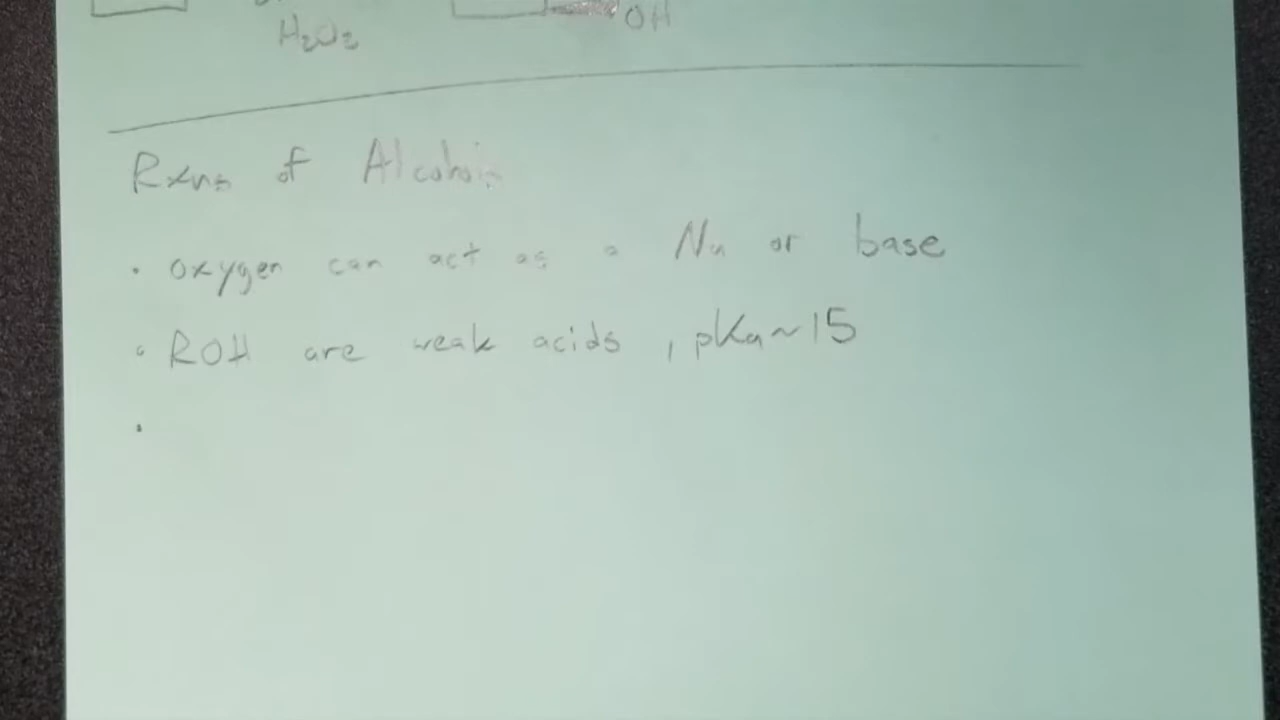 H₂O₂ OH
Rxns of Alcohols
• oxygen can act as a Nu or base
• ROH are weak acids, pKa~15
•